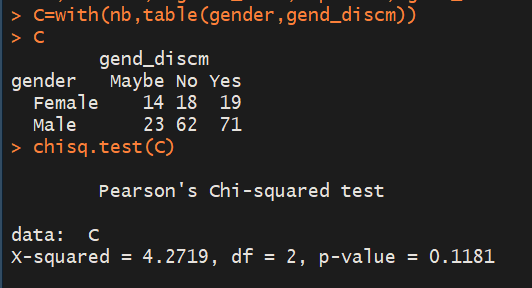 > C=with(nb,table(gender,gend_discm))
> C
        gend_discm
gender   Maybe No Yes
  Female    14 18  19
  Male      23 62  71
> chisq.test(C)
        Pearson's Chi-squared test
data:  C
X-squared = 4.2719, df = 2, p-value = 0.1181